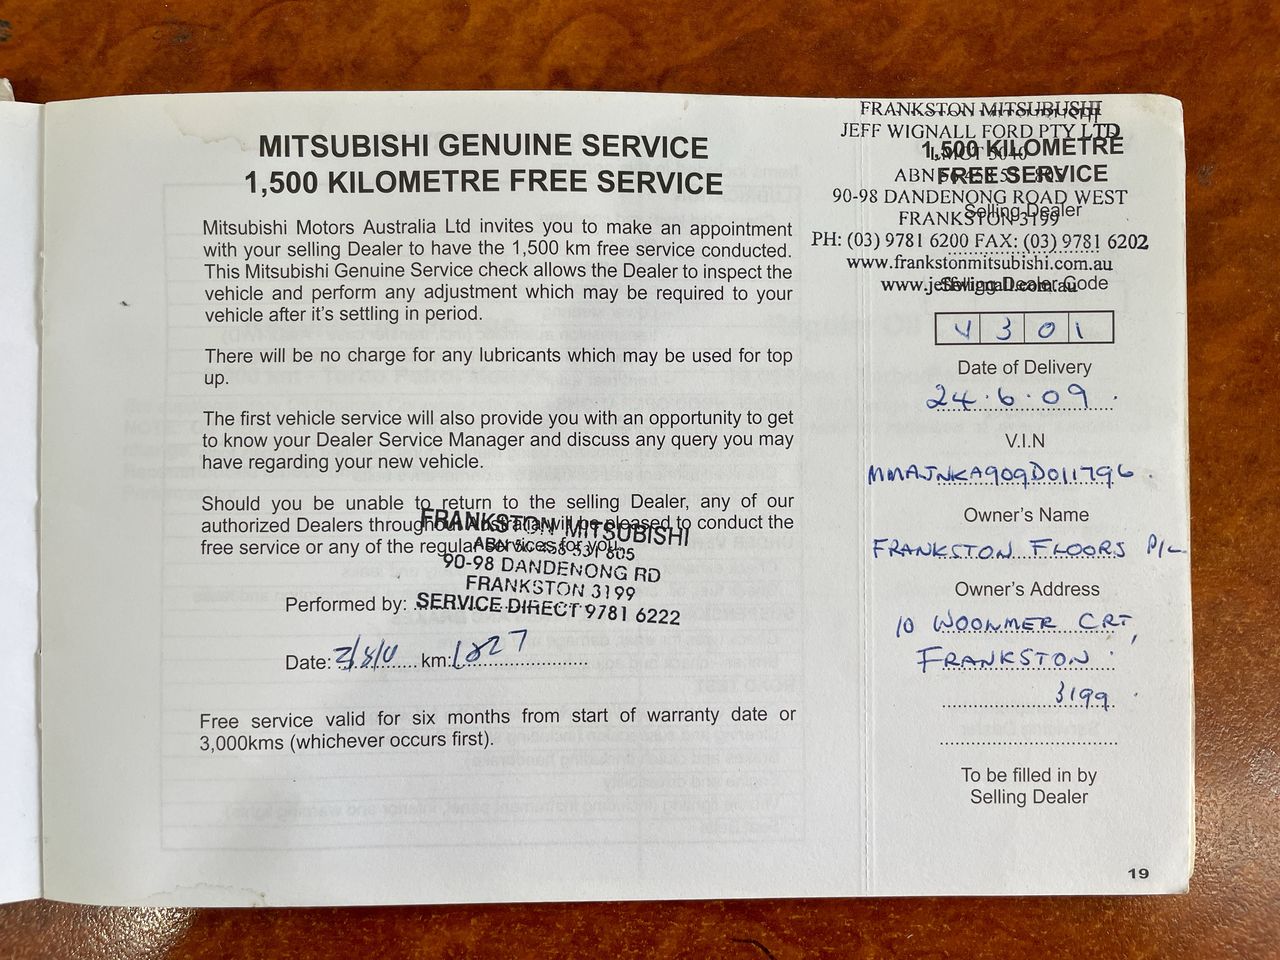 MITSUBISHI GENUINE SERVICE
1,500 KILOMETRE FREE SERVICE
Mitsubishi Motors Australia Ltd invites you to make an appointment
with your selling Dealer to have the 1,500 km free service conducted.
This Mitsubishi Genuine Service check allows the Dealer to inspect the
vehicle and perform any adjustment which may be required to your
vehicle after it's settling in period.
There will be no charge for any lubricants which may be used for top
up.
The first vehicle service will also provide you with an opportunity to get
to know your Dealer Service Manager and discuss any query you may
have regarding your new vehicle.
Should you be unable to return to the selling Dealer, any of our
authorized Dealers throughout Australia will be pleased to conduct the
free service or any of the regular services for you.
FRANKSTON MITSUBISHI
ABN 56 458 531 805
90-98 DANDENONG RD
FRANKSTON 3199
SERVICE DIRECT 9781 6222
Performed by:
Date: km: 1827
Free service valid for six months from start of warranty date or
3,000kms (whichever occurs first).
FRANKSTON MITSUBUSHI
JEFF WIGNALL FORD PTY LTD
1,500 KILOMETRE
FREE SERVICE
ABN
90-98 DANDENONG ROAD WEST
FRANKSTON 3199
Selling Dealer
PH: (03) 9781 6200 FAX: (03) 9781 6202
www.frankstonmitsubishi.com.au
Selling Dealer Code
4301
Date of Delivery
24.6.09
V.I.N
MMAJNKA909D011796
Owner's Name
FRANKSTON FLOORS P/L
Owner's Address
10 WOONMER CRT,
FRANKSTON
3199
To be filled in by
Selling Dealer
19